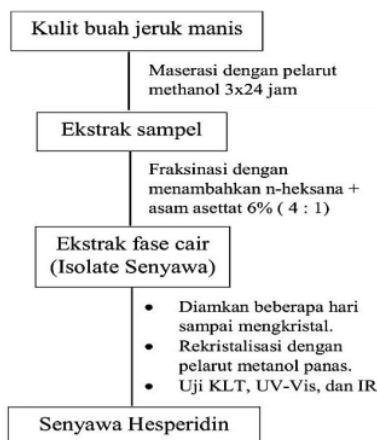 Kulit buah jeruk manis
Maserasi dengan pelarut
methanol 3x24 jam
Ekstrak sampel
Fraksinasi dengan
menambahkan n-heksana +
asam asettat 6% ( 4 : 1)
Ekstrak fase cair
(Isolate Senyawa)
• Diamkan beberapa hari
sampai mengkristal.
• Rekristalisasi dengan
pelarut metanol panas.
• Uji KLT, UV-Vis, dan IR
Senyawa Hesperidin